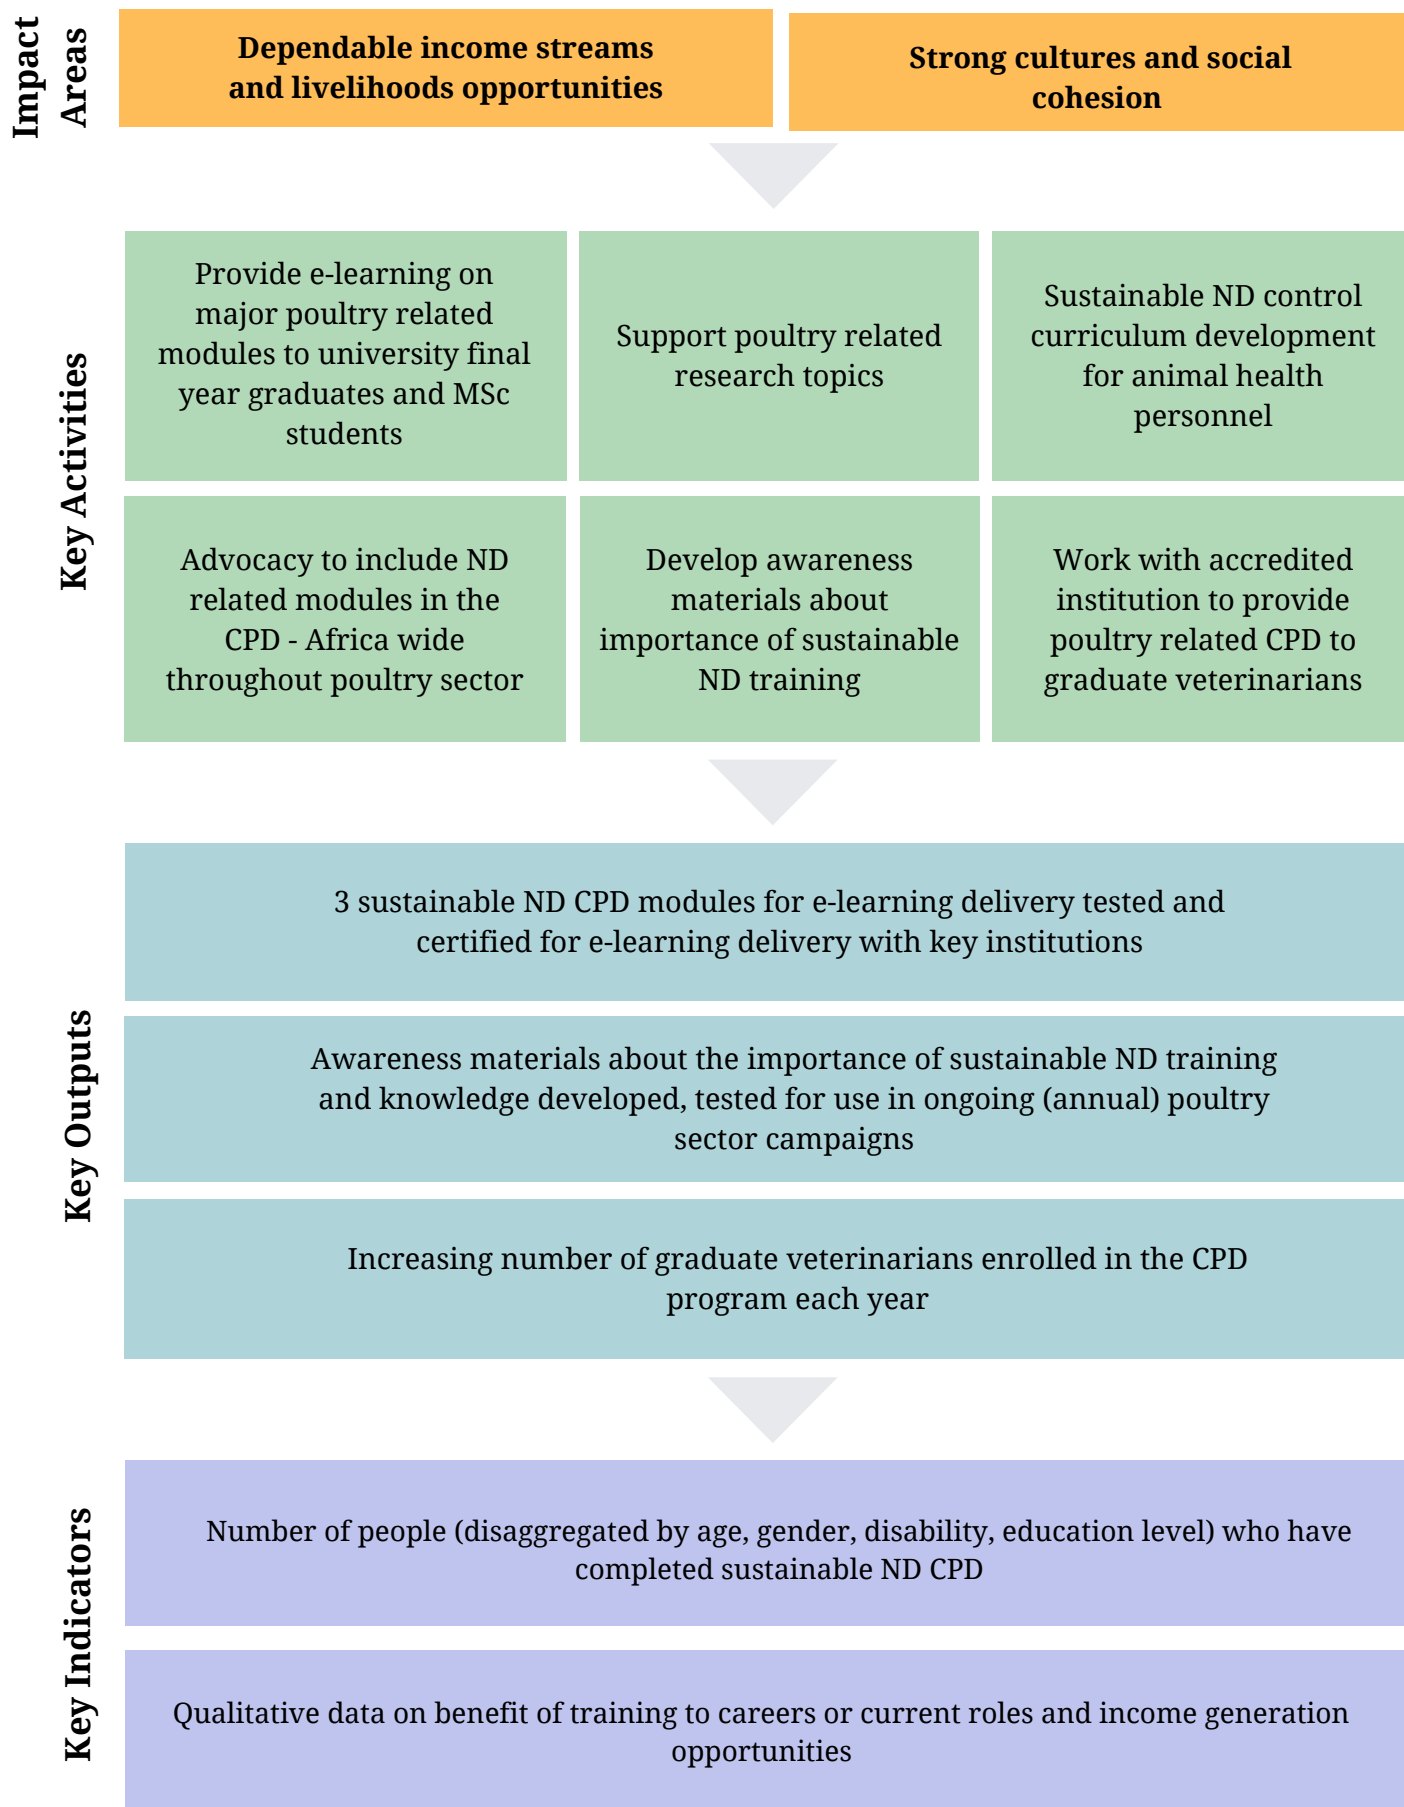 Impact
Areas
Dependable income streams
and livelihoods opportunities
Strong cultures and social
cohesion
Key Activities
Provide e-learning on
major poultry related
modules to university final
year graduates and MSc
students
Support poultry related
research topics
Sustainable ND control
curriculum development
for animal health
personnel
Advocacy to include ND
related modules in the
CPD - Africa wide
throughout poultry sector
Develop awareness
materials about
importance of sustainable
ND training
Work with accredited
institution to provide
poultry related CPD to
graduate veterinarians
Key Outputs
3 sustainable ND CPD modules for e-learning delivery tested and
certified for e-learning delivery with key institutions
Awareness materials about the importance of sustainable ND training
and knowledge developed, tested for use in ongoing (annual) poultry
sector campaigns
Increasing number of graduate veterinarians enrolled in the CPD
program each year
Key Indicators
Number of people (disaggregated by age, gender, disability, education level) who have
completed sustainable ND CPD
Qualitative data on benefit of training to careers or current roles and income generation
opportunities